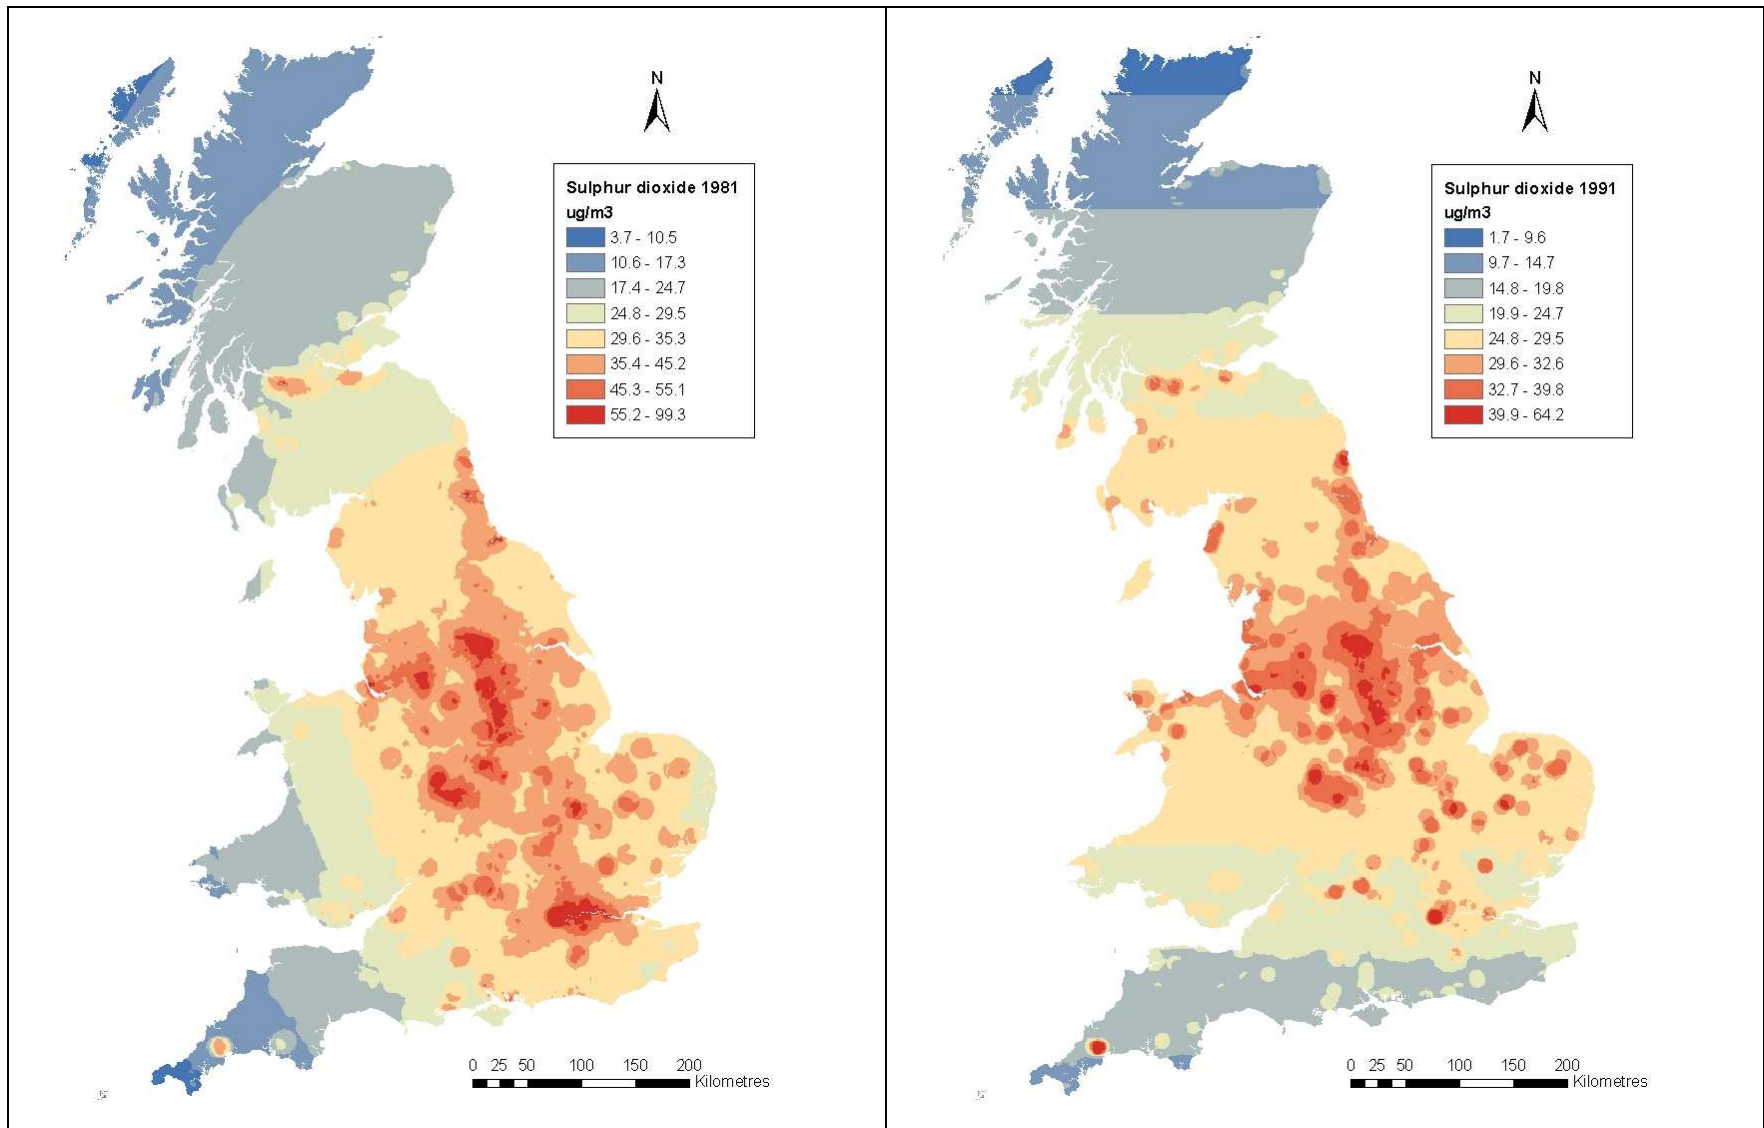 N
Sulphur dioxide 1981
ug/m3
3.7 - 10.5
10.6 - 17.3
17.4 - 24.7
24.8 - 29.5
29.6 - 35.3
35.4 - 45.2
45.3 - 55.1
55.2 - 99.3
0 25 50 100 150 200
Kilometres
N
Sulphur dioxide 1991
ug/m3
1.7 - 9.6
9.7 - 14.7
14.8 - 19.8
19.9 - 24.7
24.8 - 29.5
29.6 - 32.6
32.7 - 39.8
39.9 - 64.2
0 25 50 100 150 200
Kilometres